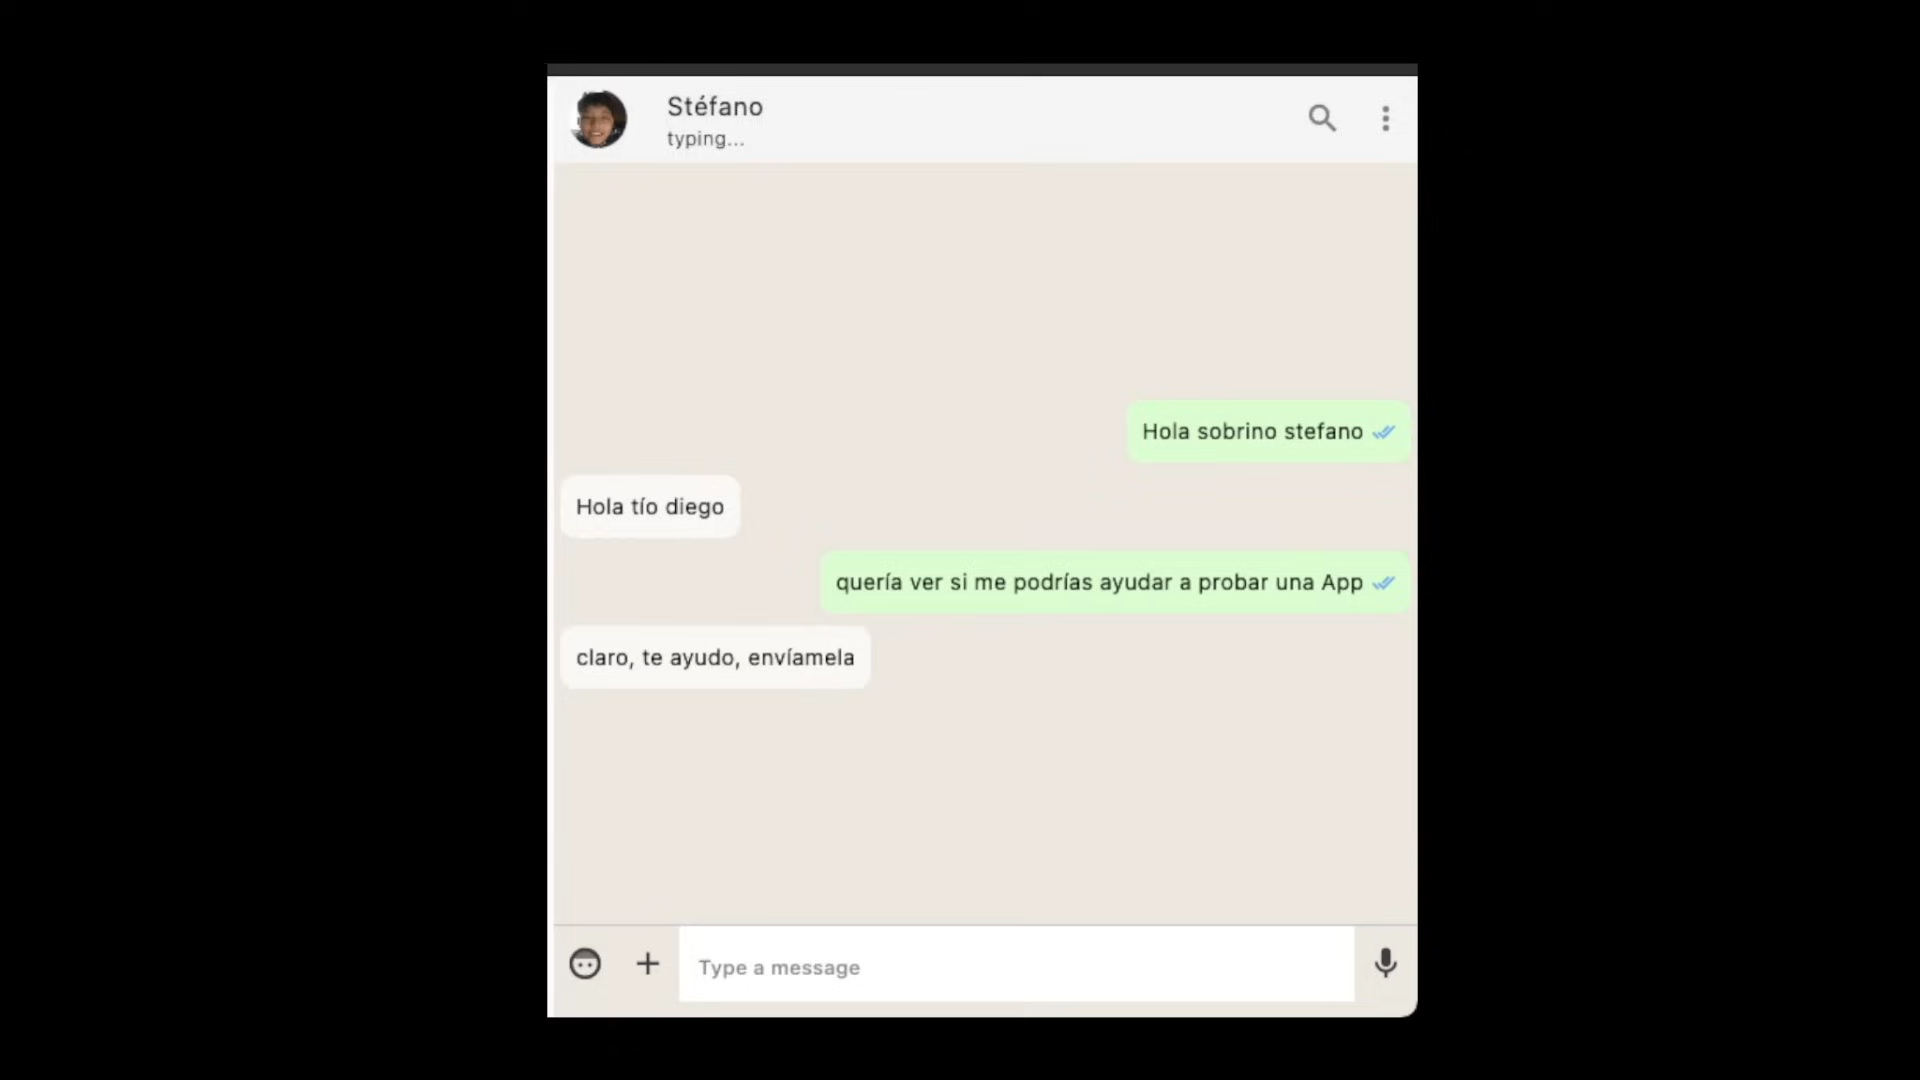 Stéfano
typing...
Hola sobrino stefano
Hola tío diego
quería ver si me podrías ayudar a probar una App
claro, te ayudo, envíamela
Type a message